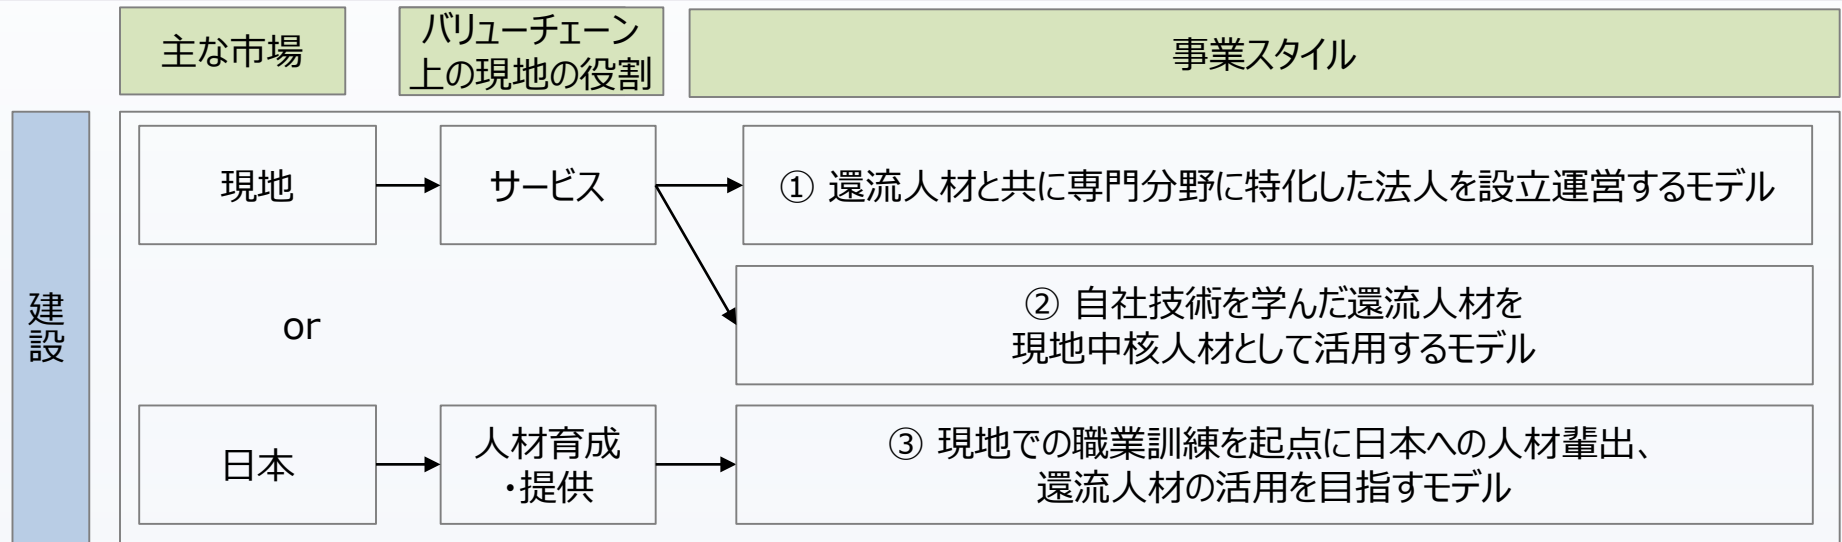 主な市場
バリューチェーン
上の現地の役割
事業スタイル
建設
現地
サービス
① 還流人材と共に専門分野に特化した法人を設立運営するモデル
or
② 自社技術を学んだ還流人材を
現地中核人材として活用するモデル
日本
人材育成
・提供
③ 現地での職業訓練を起点に日本への人材輩出、
還流人材の活用を目指すモデル